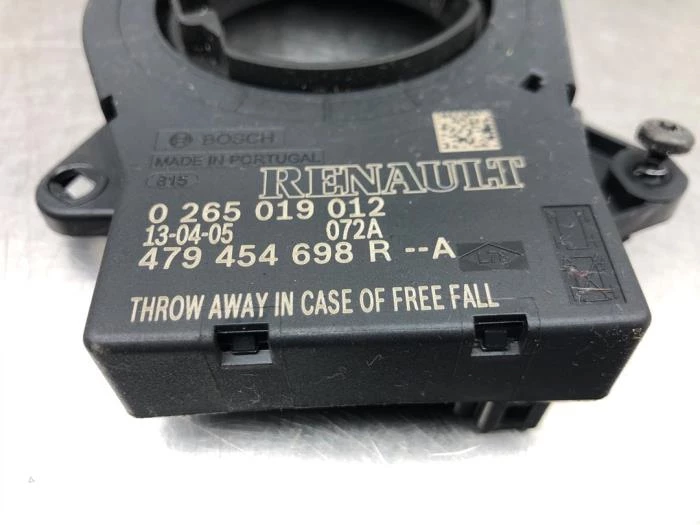 BOSCH
MADE IN PORTUGAL
815
RENAULT
0 265 019 012
13-04-05 072A
479 454 698 R --A
THROW AWAY IN CASE OF FREE FALL